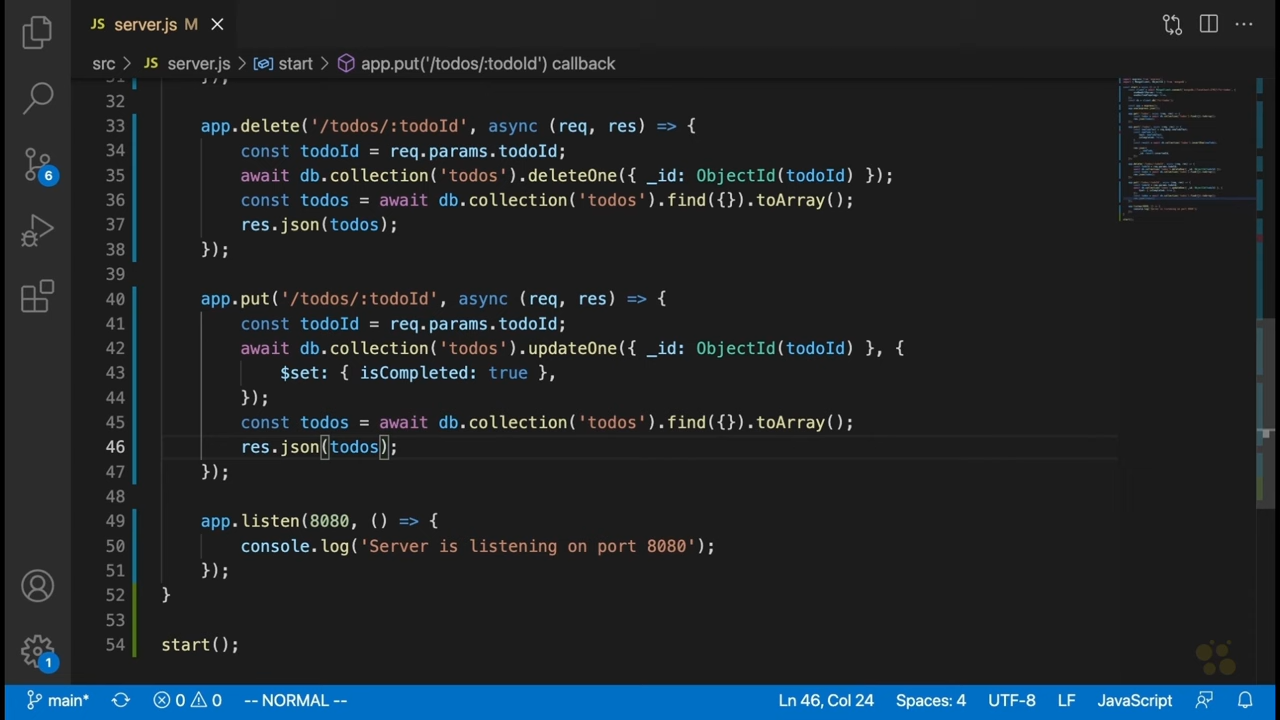 JS server.js M
src > JS server.js > start > app.put('/todos/:todoId') callback
31 });
32
33 app.delete('/todos/:todoId', async (req, res) => {
34 const todoId = req.params.todoId;
35 await db.collection('todos').deleteOne({ _id: ObjectId(todoId) });
36 const todos = await db.collection('todos').find({}).toArray();
37 res.json(todos);
38 });
39
40 app.put('/todos/:todoId', async (req, res) => {
41 const todoId = req.params.todoId;
42 await db.collection('todos').updateOne({ _id: ObjectId(todoId) }, {
43 $set: { isCompleted: true },
44 });
45 const todos = await db.collection('todos').find({}).toArray();
46 res.json(todos);
47 });
48
49 app.listen(8080, () => {
50 console.log('Server is listening on port 8080');
51 });
52 }
53
54 start();
6
1
main* 0 0 -- NORMAL -- Ln 46, Col 24 Spaces: 4 UTF-8 LF JavaScript